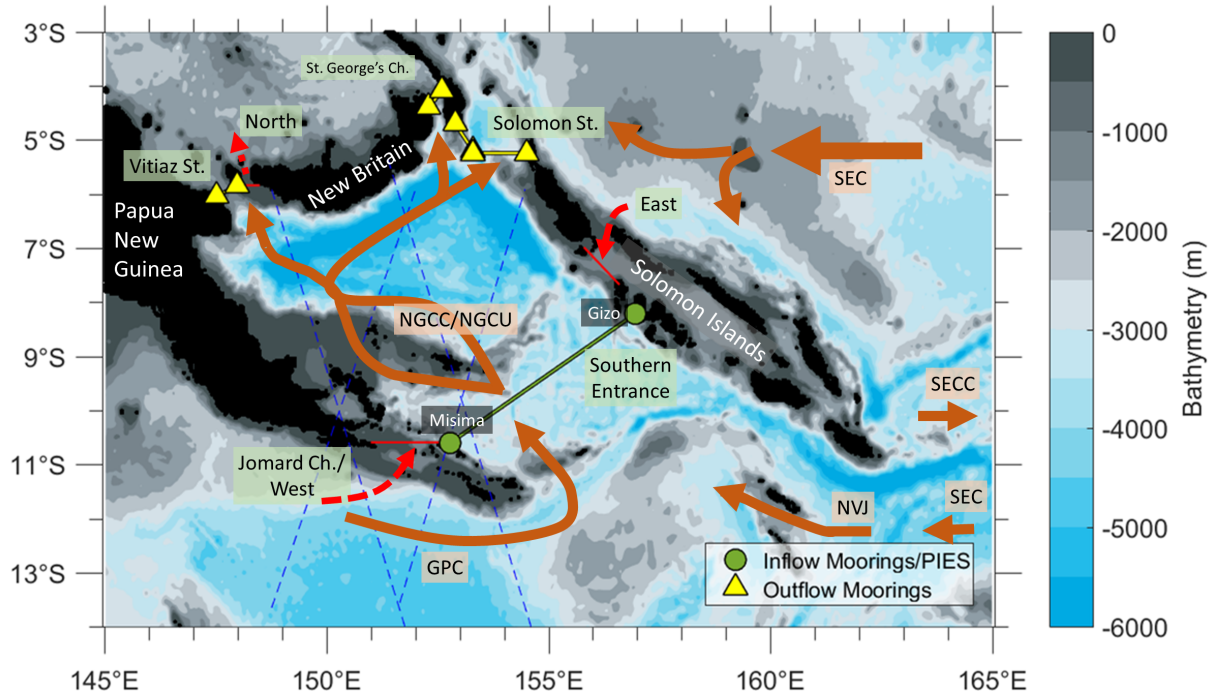 3°S
5°S
7°S
9°S
11°S
13°S
145°E
150°E
155°E
160°E
165°E
St. George's Ch.
North
Solomon St.
Vitiaz St.
New Britain
SEC
Papua
New
Guinea
East
Solomon Islands
Gizo
NGCC/NGCU
Southern
Entrance
SECC
Misima
Jomard Ch./
West
NVJ
SEC
GPC
Inflow Moorings/PIES
Outflow Moorings
0
-1000
-2000
-3000
-4000
-5000
-6000
Bathymetry (m)